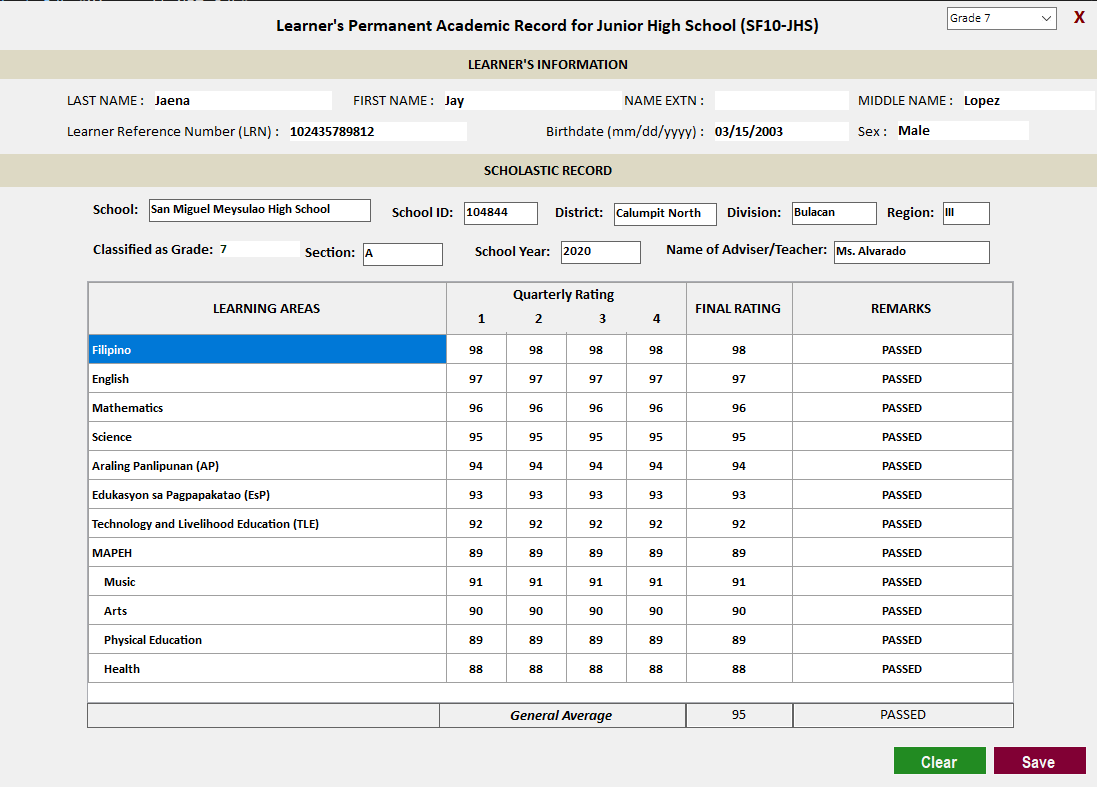 Learner's Permanent Academic Record for Junior High School (SF10-JHS)
Grade 7
X
LEARNER'S INFORMATION
LAST NAME : Jaena FIRST NAME : Jay NAME EXTN : MIDDLE NAME : Lopez
Learner Reference Number (LRN) : 102435789812 Birthdate (mm/dd/yyyy) : 03/15/2003 Sex : Male
SCHOLASTIC RECORD
School: San Miguel Meysulao High School School ID: 104844 District: Calumpit North Division: Bulacan Region: III
Classified as Grade: 7 Section: A School Year: 2020 Name of Adviser/Teacher: Ms. Alvarado
LEARNING AREAS Quarterly Rating FINAL RATING REMARKS
1 2 3 4
Filipino 98 98 98 98 98 PASSED
English 97 97 97 97 97 PASSED
Mathematics 96 96 96 96 96 PASSED
Science 95 95 95 95 95 PASSED
Araling Panlipunan (AP) 94 94 94 94 94 PASSED
Edukasyon sa Pagpapakatao (EsP) 93 93 93 93 93 PASSED
Technology and Livelihood Education (TLE) 92 92 92 92 92 PASSED
MAPEH 89 89 89 89 89 PASSED
Music 91 91 91 91 91 PASSED
Arts 90 90 90 90 90 PASSED
Physical Education 89 89 89 89 89 PASSED
Health 88 88 88 88 88 PASSED
General Average 95 PASSED
Clear Save